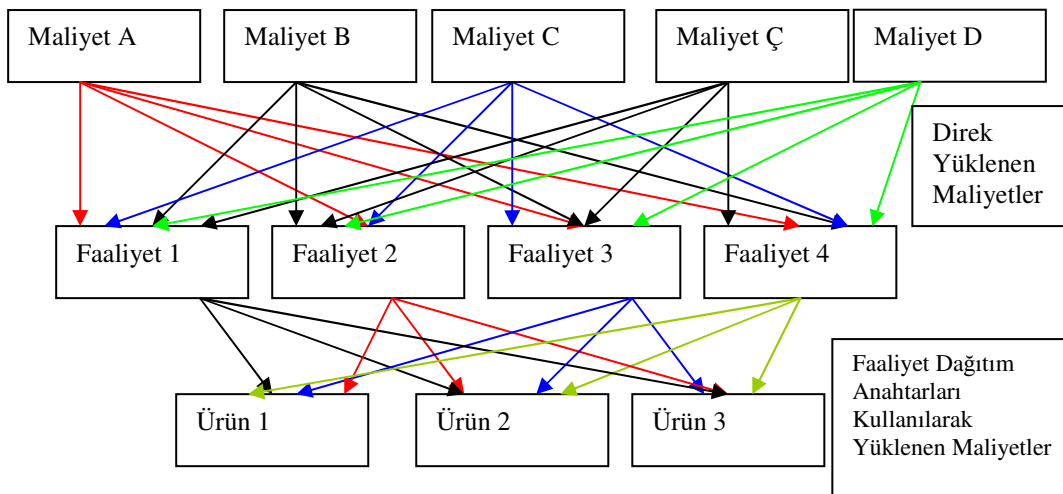 Maliyet A
Maliyet B
Maliyet C
Maliyet Ç
Maliyet D
Direk
Yüklenen
Maliyetler
Faaliyet 1
Faaliyet 2
Faaliyet 3
Faaliyet 4
Faaliyet Dağıtım
Anahtarları
Kullanılarak
Yüklenen Maliyetler
Ürün 1
Ürün 2
Ürün 3